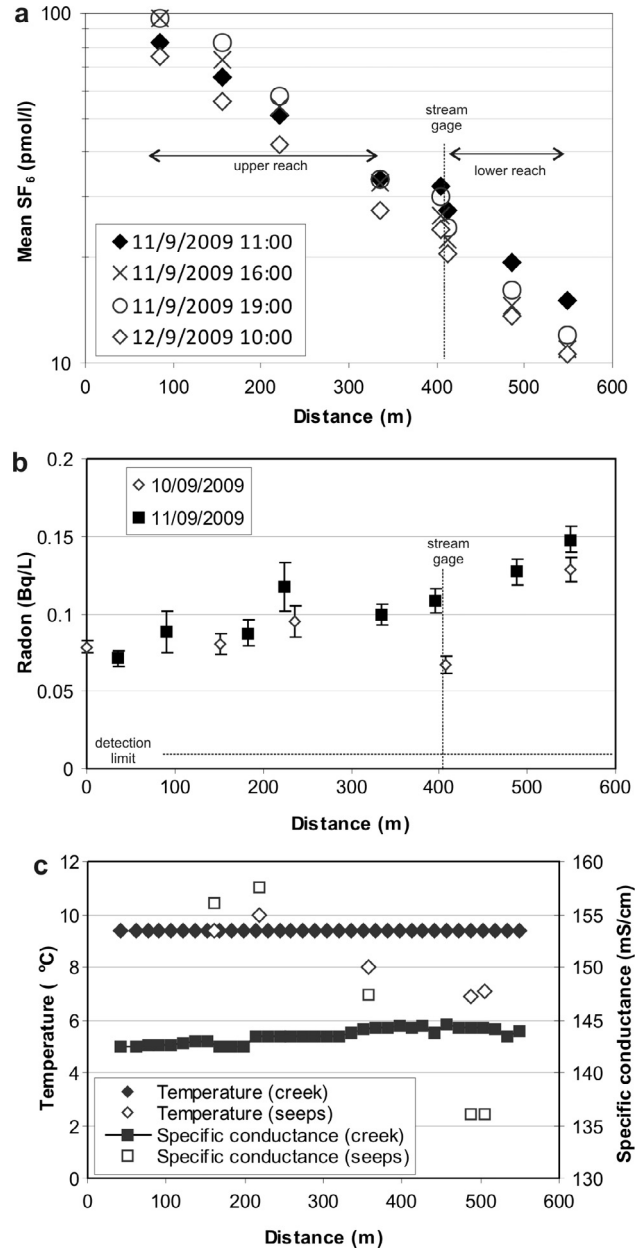 a
100
10
Mean SF6 (pmol/l)
stream
gage
upper reach
lower reach
11/9/2009 11:00
11/9/2009 16:00
11/9/2009 19:00
12/9/2009 10:00
0 100 200 300 400 500 600
Distance (m)
b
0.2
0.15
0.1
0.05
0
Radon (Bq/L)
10/09/2009
11/09/2009
stream
gage
detection
limit
0 100 200 300 400 500 600
Distance (m)
c
12
10
8
6
4
2
0
Temperature ( °C)
160
155
150
145
140
135
130
Specific conductance (mS/cm)
Temperature (creek)
Temperature (seeps)
Specific conductance (creek)
Specific conductance (seeps)
0 100 200 300 400 500 600
Distance (m)